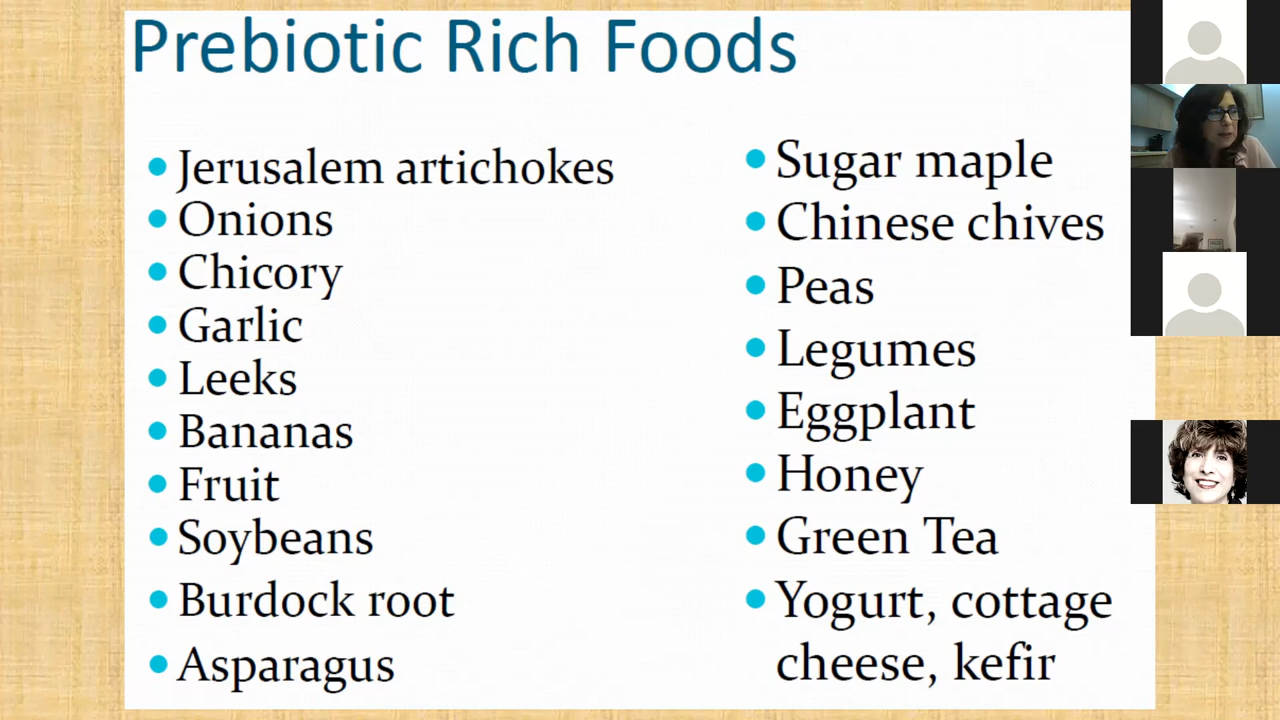 Prebiotic Rich Foods
Jerusalem artichokes
Onions
Chicory
Garlic
Leeks
Bananas
Fruit
Soybeans
Burdock root
Asparagus
Sugar maple
Chinese chives
Peas
Legumes
Eggplant
Honey
Green Tea
Yogurt, cottage
cheese, kefir